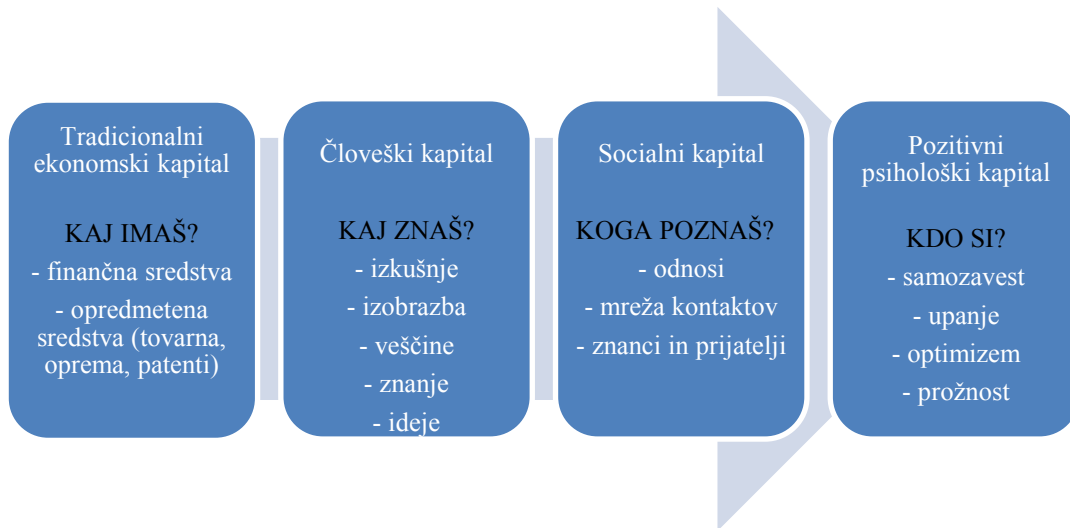 Tradicionalni
ekonomski kapital
KAJ IMAŠ?
- finančna sredstva
- opredmetena
sredstva (tovarna,
oprema, patenti)
Človeški kapital
KAJ ZNAŠ?
- izkušnje
- izobrazba
- veščine
- znanje
- ideje
Socialni kapital
KOGA POZNAŠ?
- odnosi
- mreža kontaktov
- znanci in prijatelji
Pozitivni
psihološki kapital
KDO SI?
- samozavest
- upanje
- optimizem
- prožnost